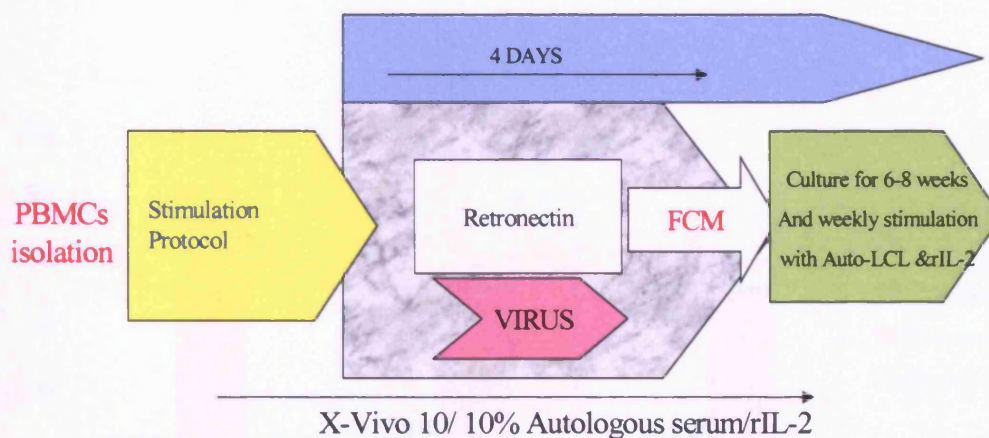 4 DAYS
PBMCs
isolation
Stimulation
Protocol
Retronectin
VIRUS
FCM
Culture for 6-8 weeks
And weekly stimulation
with Auto-LCL &rIL-2
X-Vivo 10/ 10% Autologous serum/rIL-2